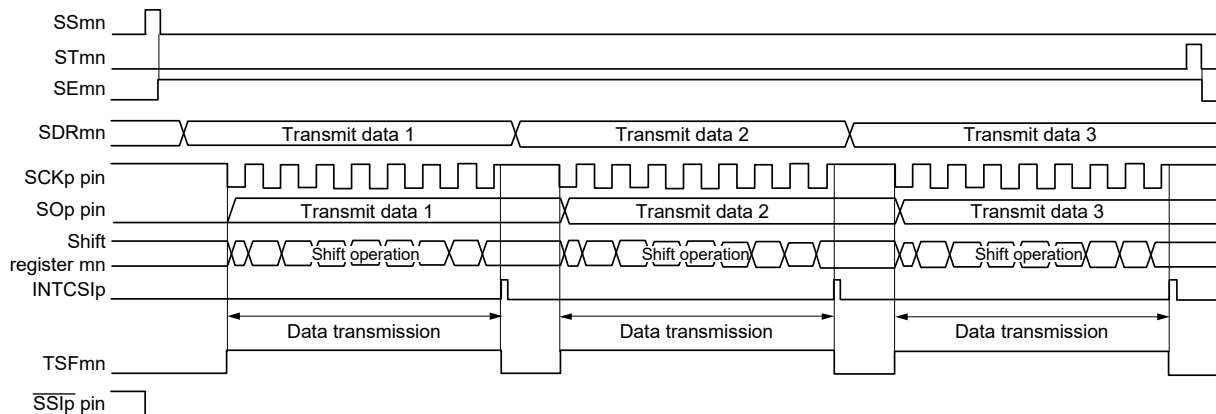 SSmn
STmn
SEmn
SDRmn Transmit data 1 Transmit data 2 Transmit data 3
SCKp pin
SOp pin Transmit data 1 Transmit data 2 Transmit data 3
Shift
register mn Shift operation Shift operation Shift operation
INTCSIp
Data transmission Data transmission Data transmission
TSFmn
SSIp pin